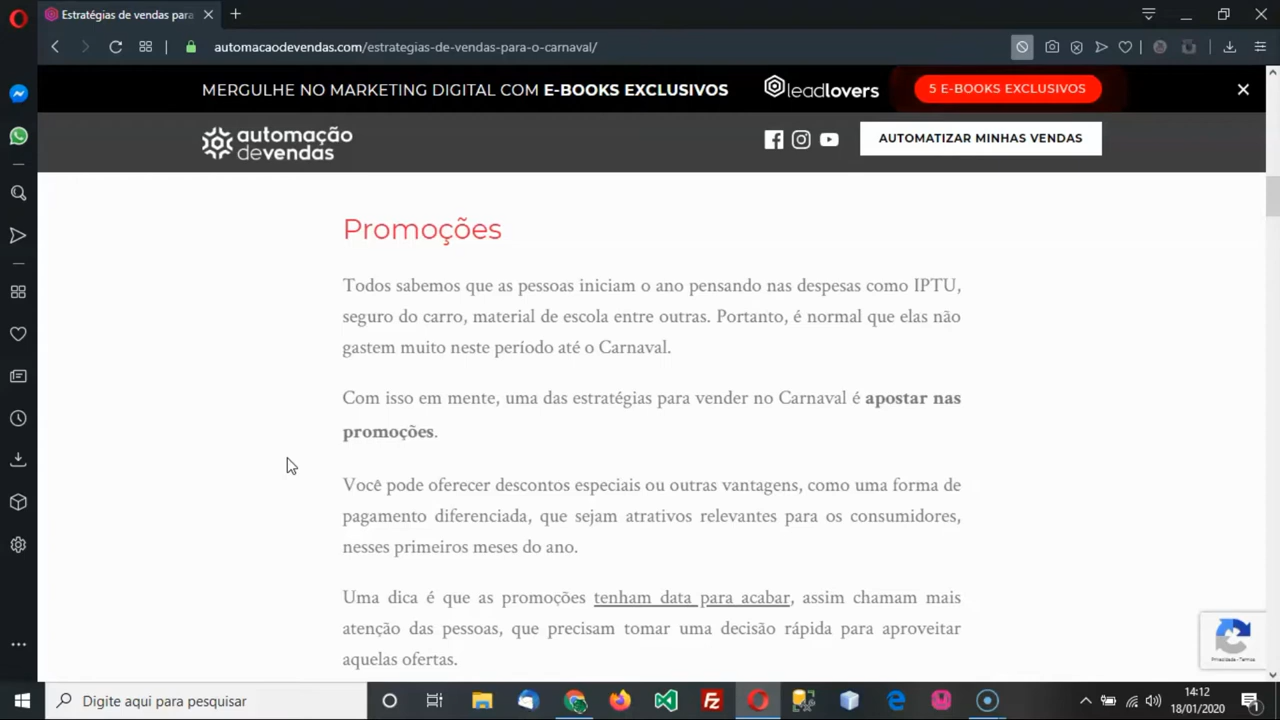 Estratégias de vendas para
automacaodevendas.com/estrategias-de-vendas-para-o-carnaval/
MERGULHE NO MARKETING DIGITAL COM E-BOOKS EXCLUSIVOS
leadlovers
5 E-BOOKS EXCLUSIVOS
automação
devendas
AUTOMATIZAR MINHAS VENDAS
Promoções
Todos sabemos que as pessoas iniciam o ano pensando nas despesas como IPTU,
seguro do carro, material de escola entre outras. Portanto, é normal que elas não
gastem muito neste período até o Carnaval.
Com isso em mente, uma das estratégias para vender no Carnaval é apostar nas
promoções.
Você pode oferecer descontos especiais ou outras vantagens, como uma forma de
pagamento diferenciada, que sejam atrativos relevantes para os consumidores,
nesses primeiros meses do ano.
Uma dica é que as promoções tenham data para acabar, assim chamam mais
atenção das pessoas, que precisam tomar uma decisão rápida para aproveitar
aquelas ofertas.
Privacidade - Termos
Digite aqui para pesquisar
14:12
18/01/2020